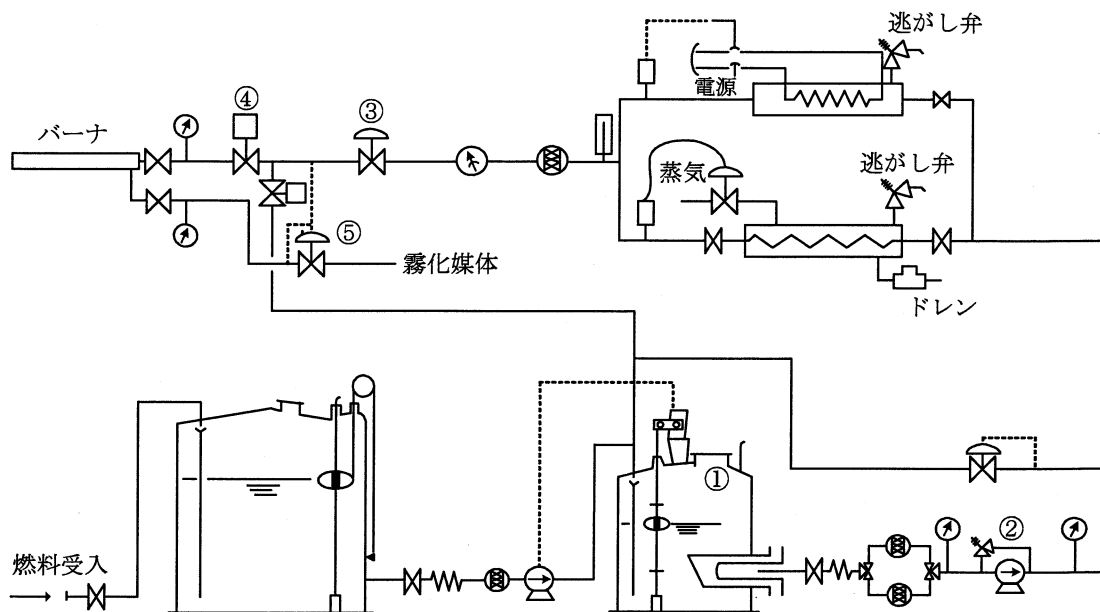 逃がし弁
電源
④
③
バーナ
蒸気
逃がし弁
⑤
霧化媒体
ドレン
①
燃料受入
②